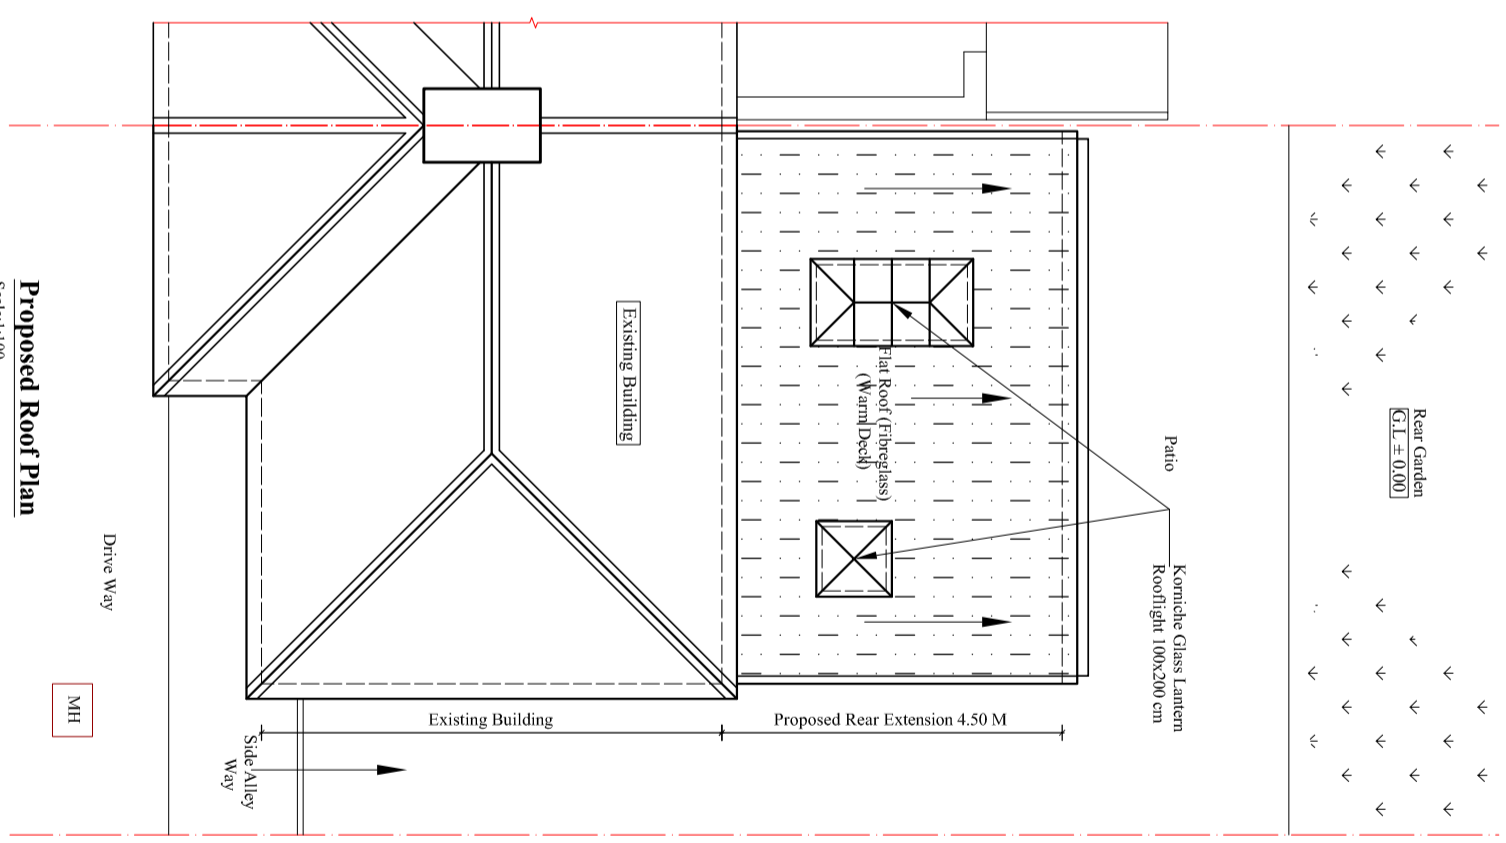 Proposed Roof Plan
Drive Way
MH
Side Alley
Way
Existing Building
Existing Building
Proposed Rear Extension 4.50 M
Flat Roof (Fibreglass)
(Warm Deck)
Patio
Korniche Glass Lantern
Rooflight 100x200 cm
Rear Garden
G.L ± 0.00